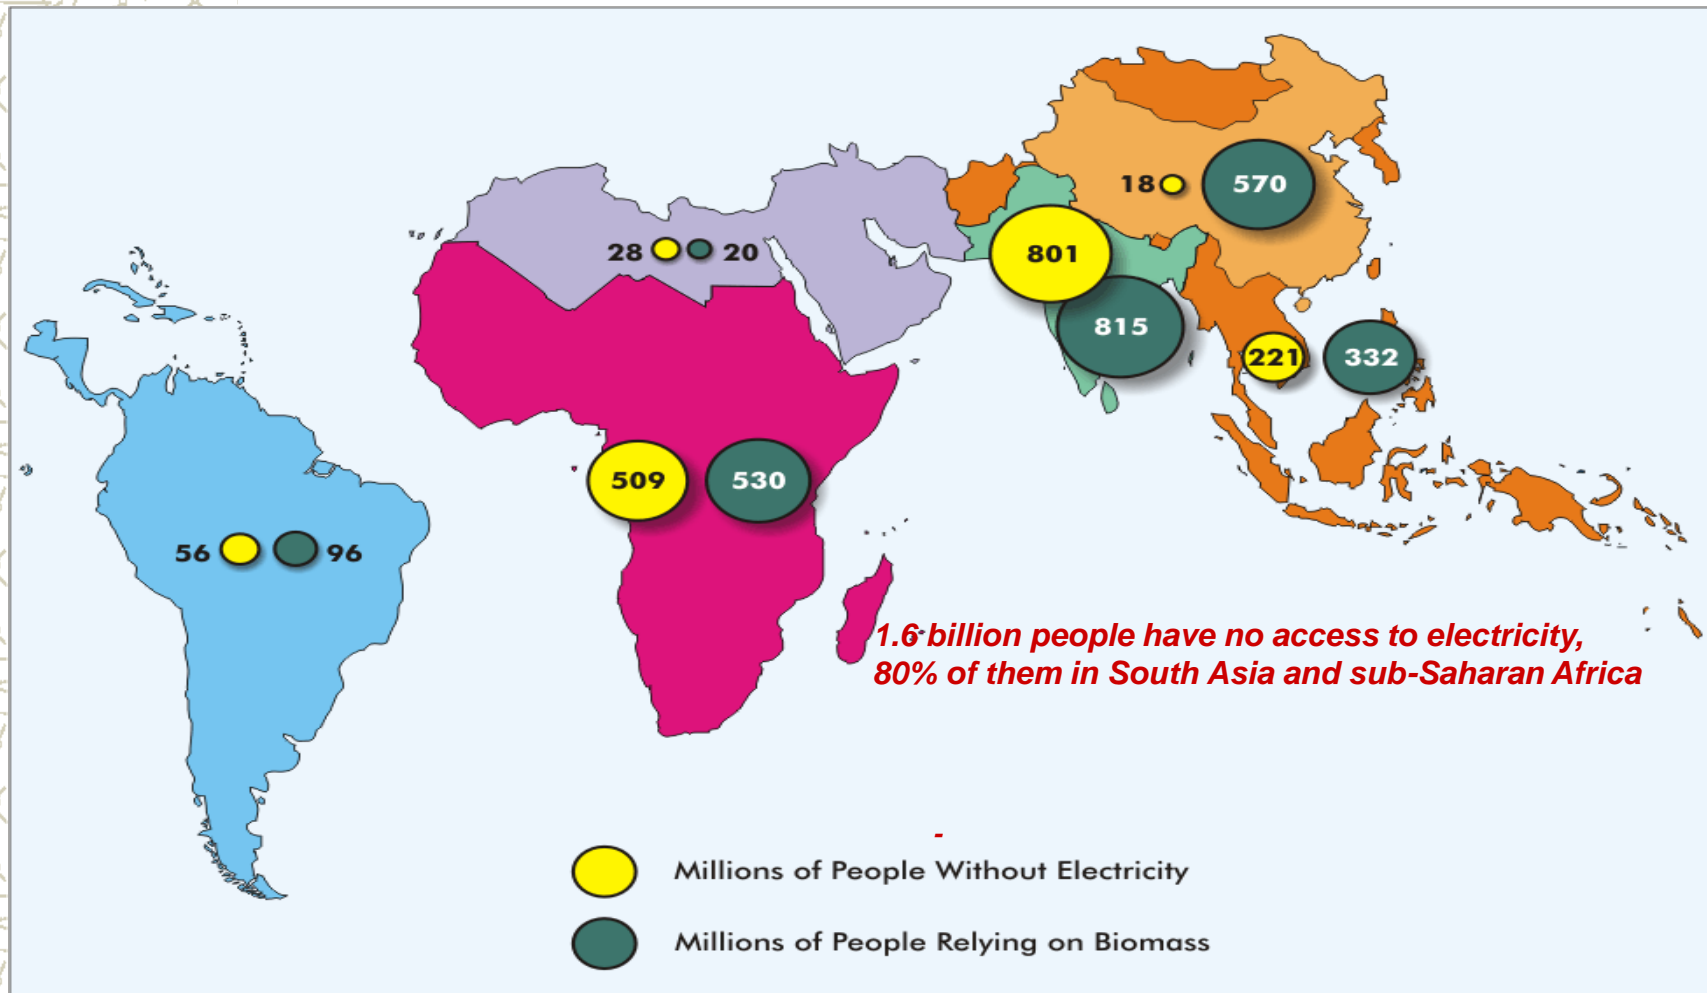 18 570
801
28 20
815
221 332
509 530
56 96
1.6 billion people have no access to electricity,
80% of them in South Asia and sub-Saharan Africa
-
Millions of People Without Electricity
Millions of People Relying on Biomass